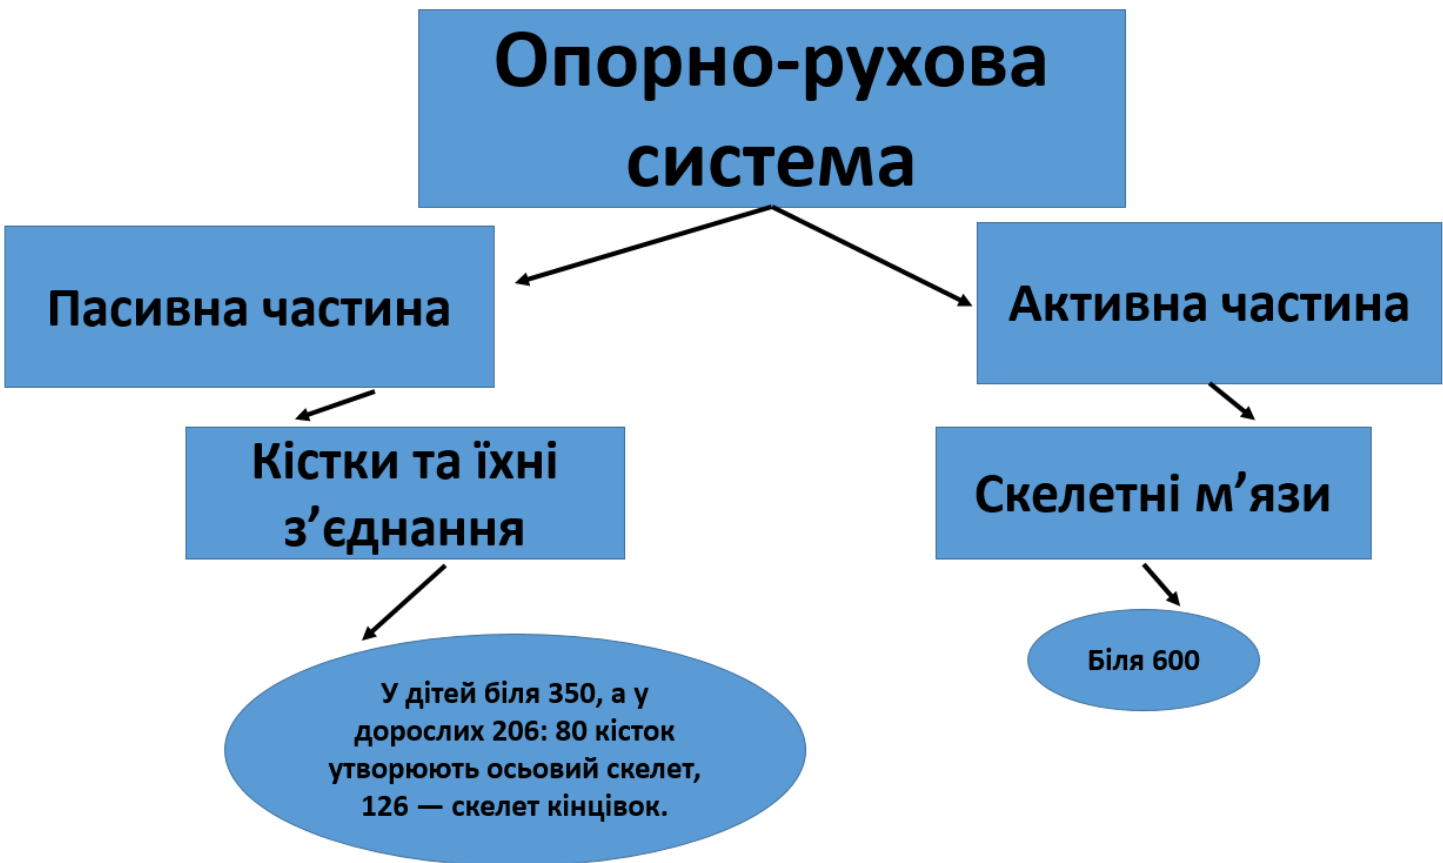 Опорно-рухова
система
Пасивна частина
Активна частина
Кістки та їхні
з’єднання
Скелетні м’язи
У дітей біля 350, а у
дорослих 206: 80 кісток
утворюють осьовий скелет,
126 — скелет кінцівок.
Біля 600